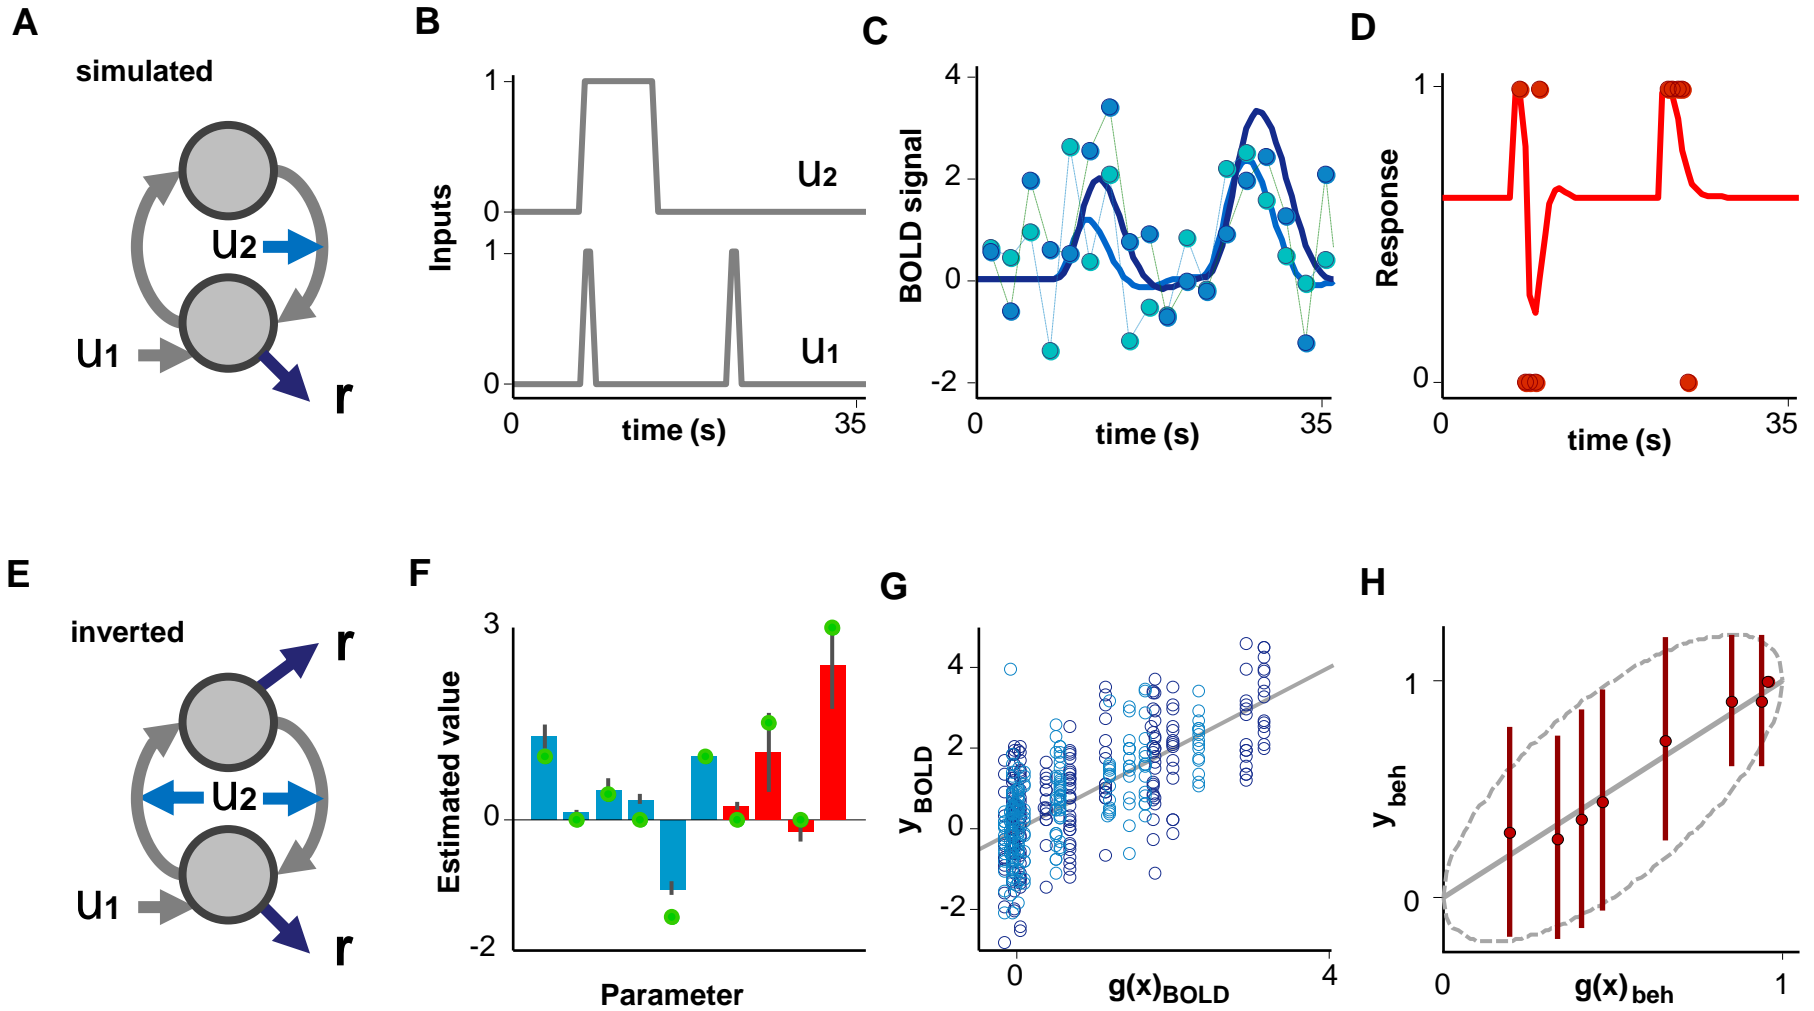 A
simulated
u2
u1
r
B
Inputs
1
0
1
0
u2
u1
0
35
time (s)
C
BOLD signal
4
2
0
-2
0
35
time (s)
D
Response
1
0
0
35
time (s)
E
inverted
r
u2
u1
r
F
Estimated value
3
0
-2
Parameter
G
yBOLD
4
2
0
-2
0
4
g(x)BOLD
H
ybeh
1
0
0
1
g(x)beh